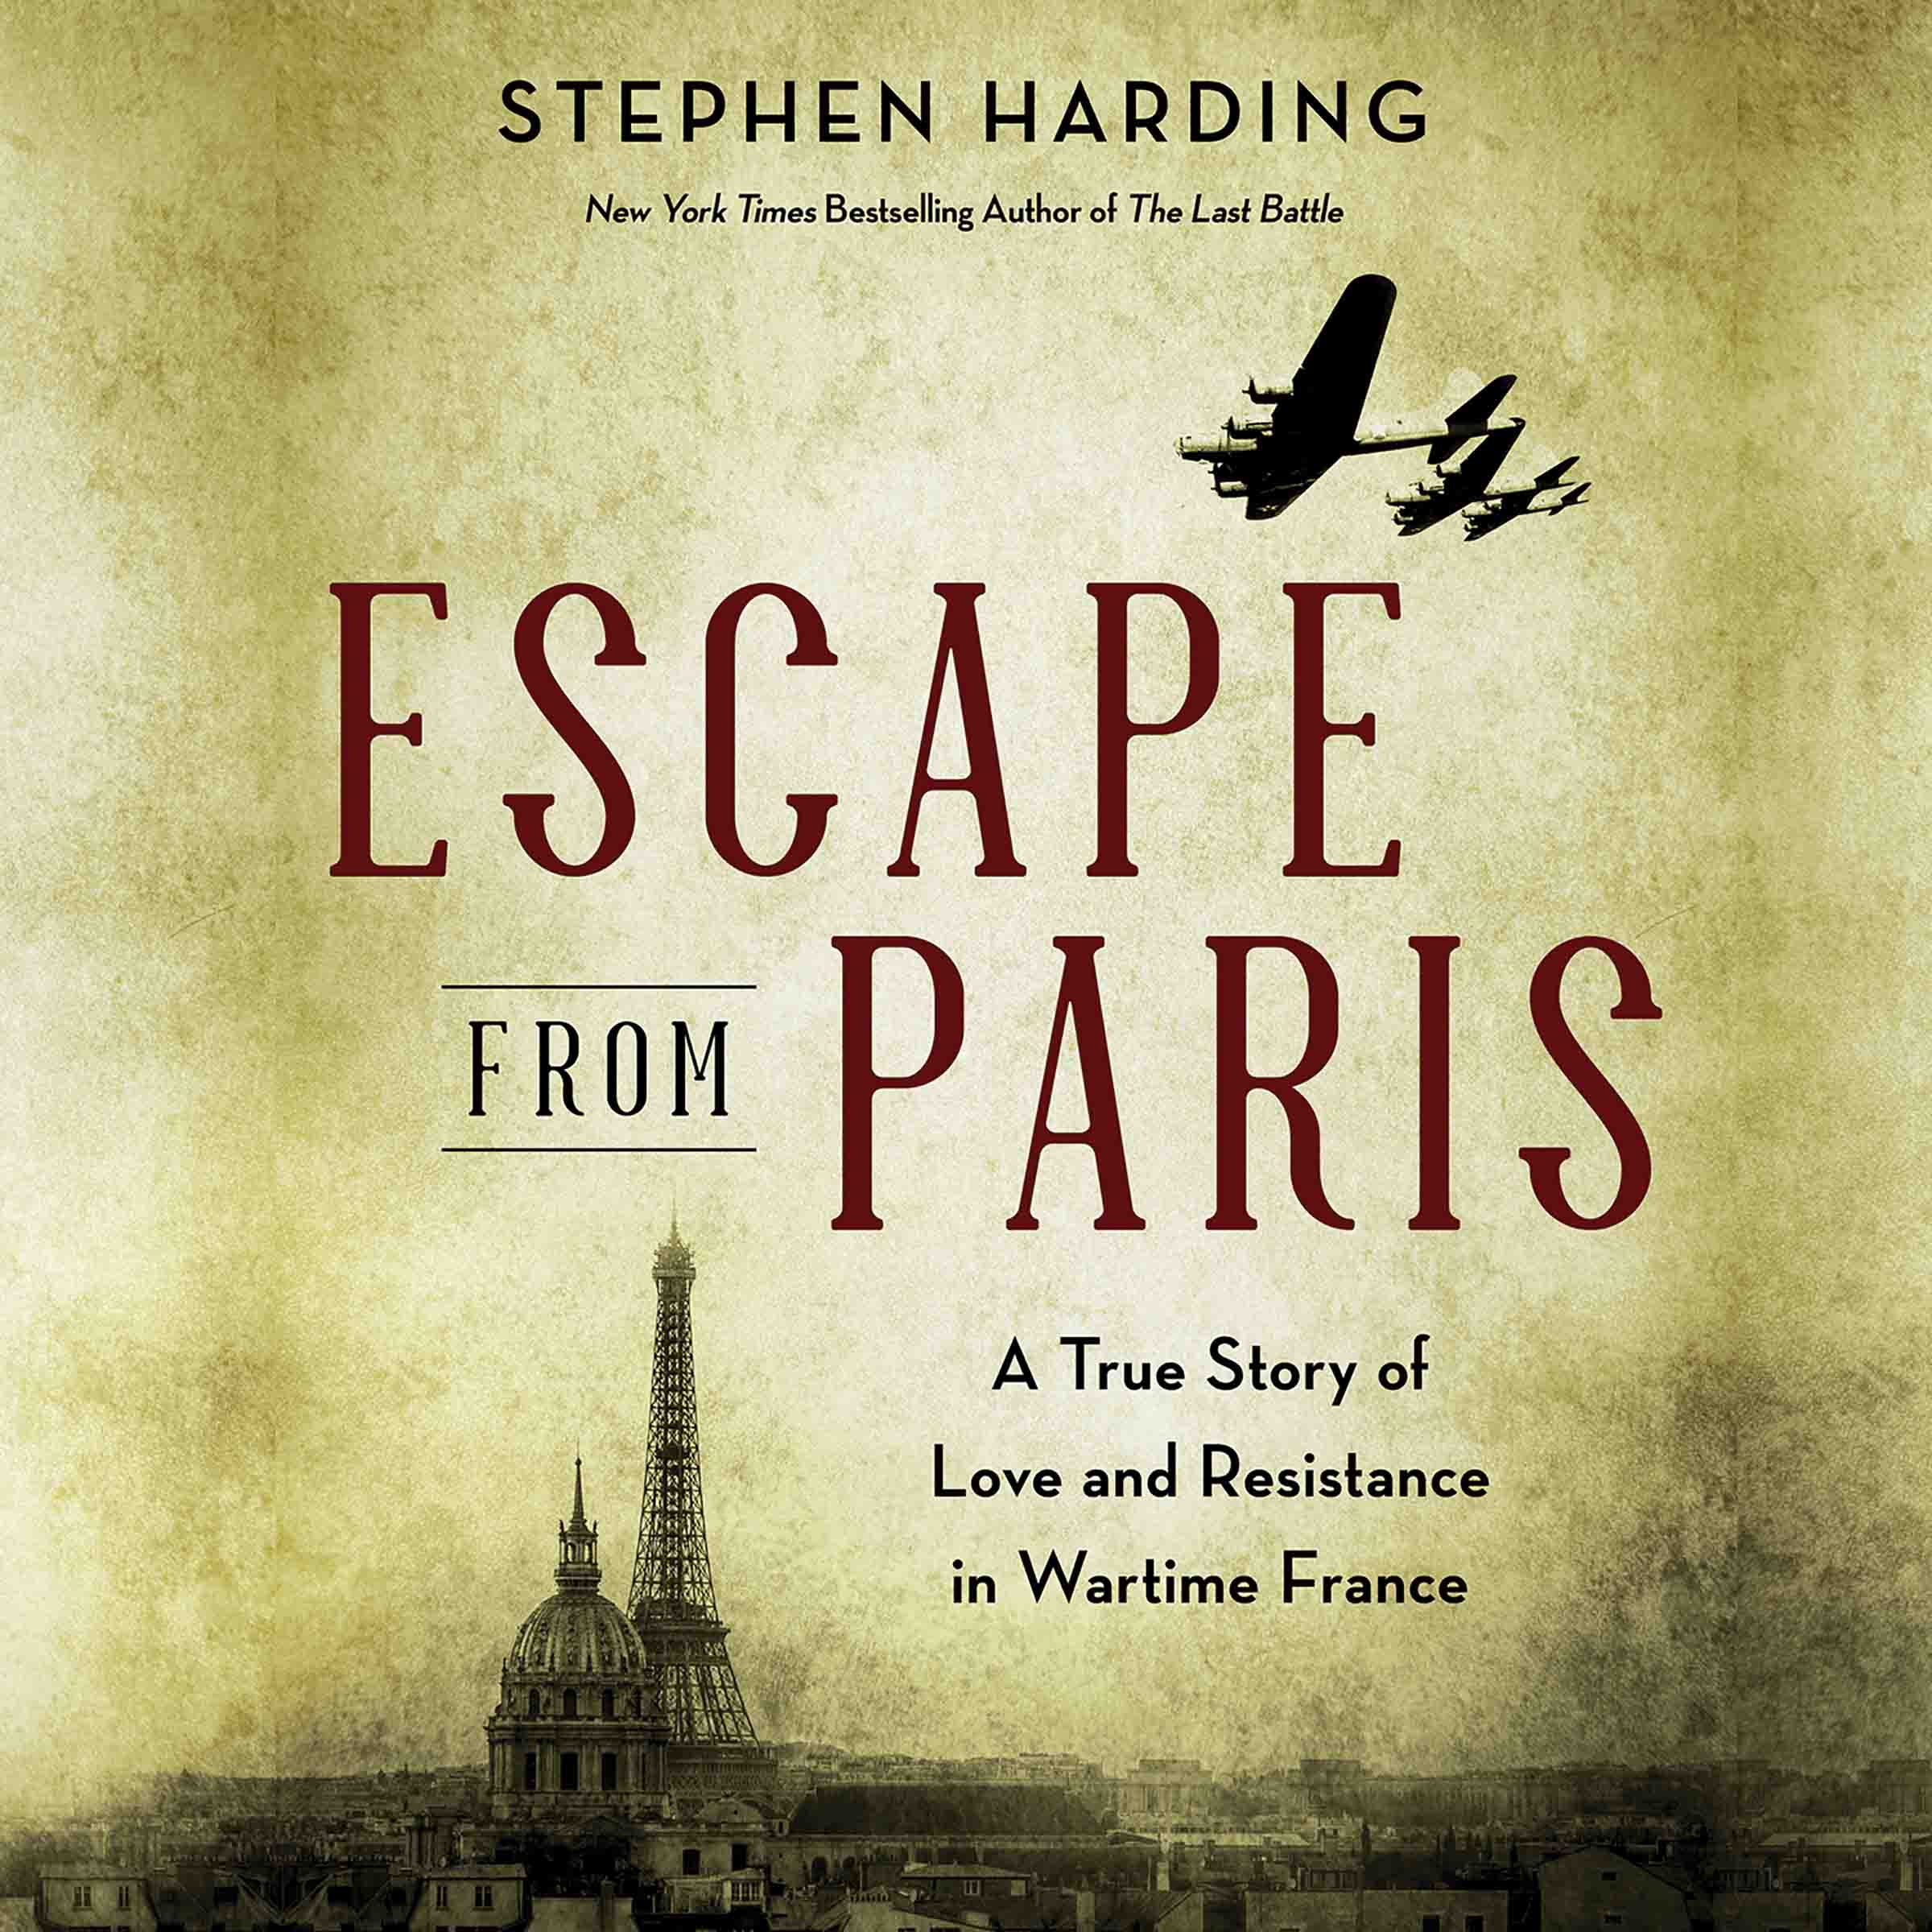 STEPHEN HARDING
New York Times Bestselling Author of The Last Battle
ESCAPE
FROM PARIS
A True Story of
Love and Resistance
in Wartime France